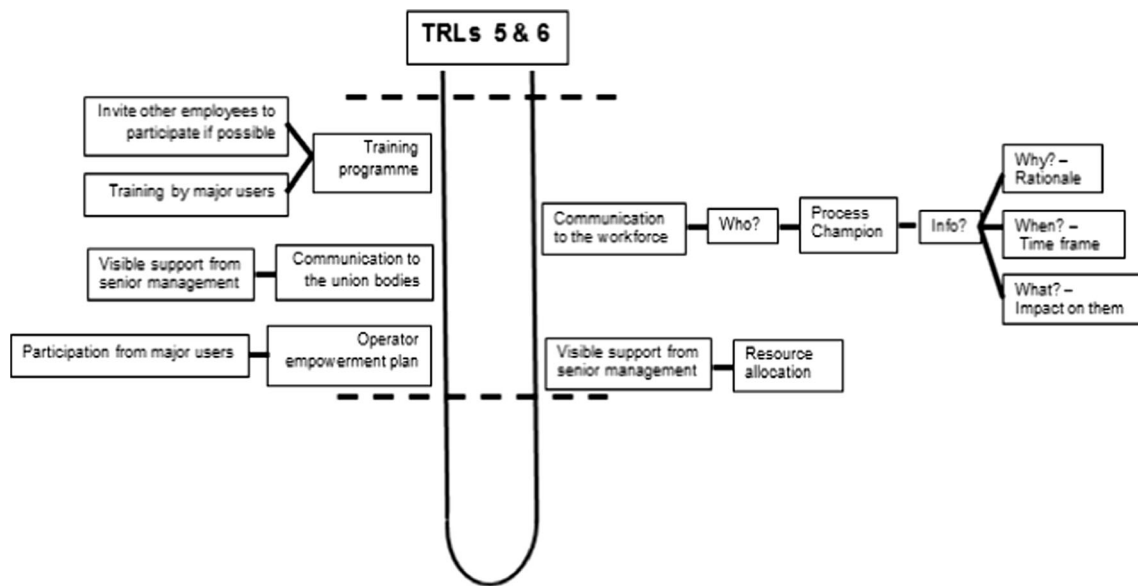 TRLs 5 & 6
Invite other employees to
participate if possible
Training by major users
Training
programme
Visible support from
senior management
Communication to
the union bodies
Participation from major users
Operator
empowerment plan
Communication
to the workforce
Who?
Process
Champion
Info?
Why? –
Rationale
When? –
Time frame
What? –
Impact on them
Visible support from
senior management
Resource
allocation